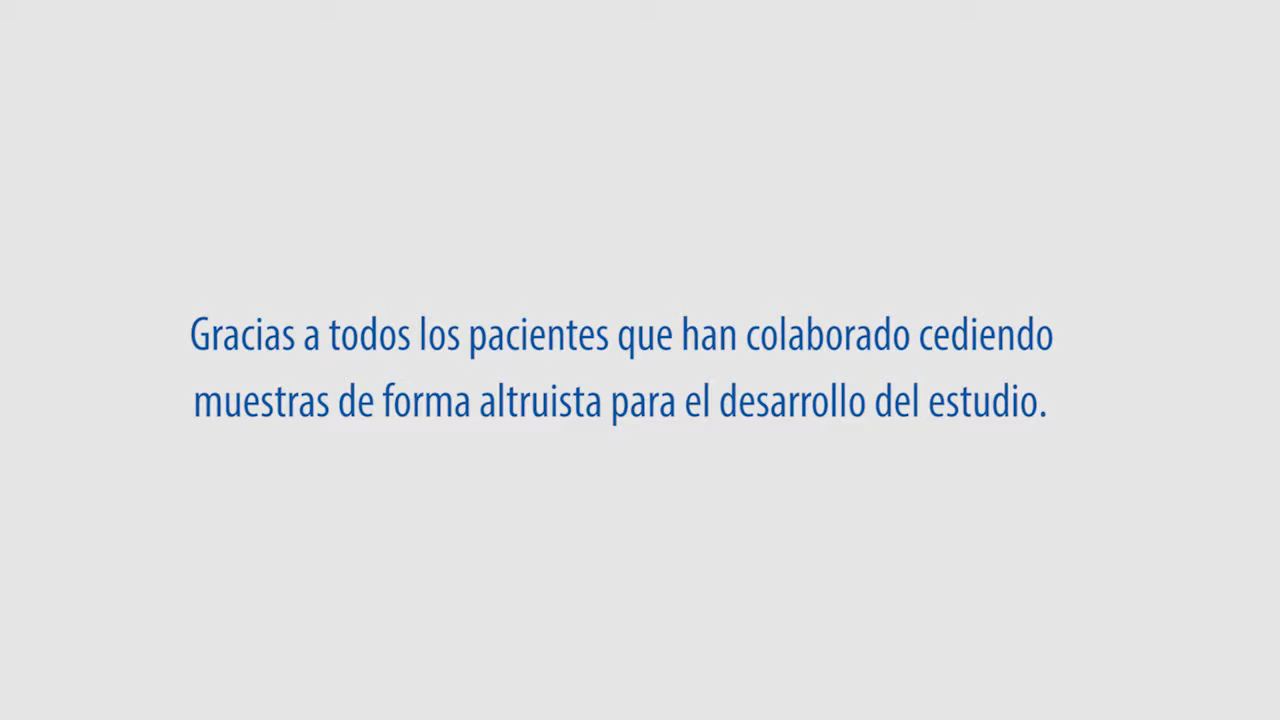 Gracias a todos los pacientes que han colaborado cediendo
muestras de forma altruista para el desarrollo del estudio.